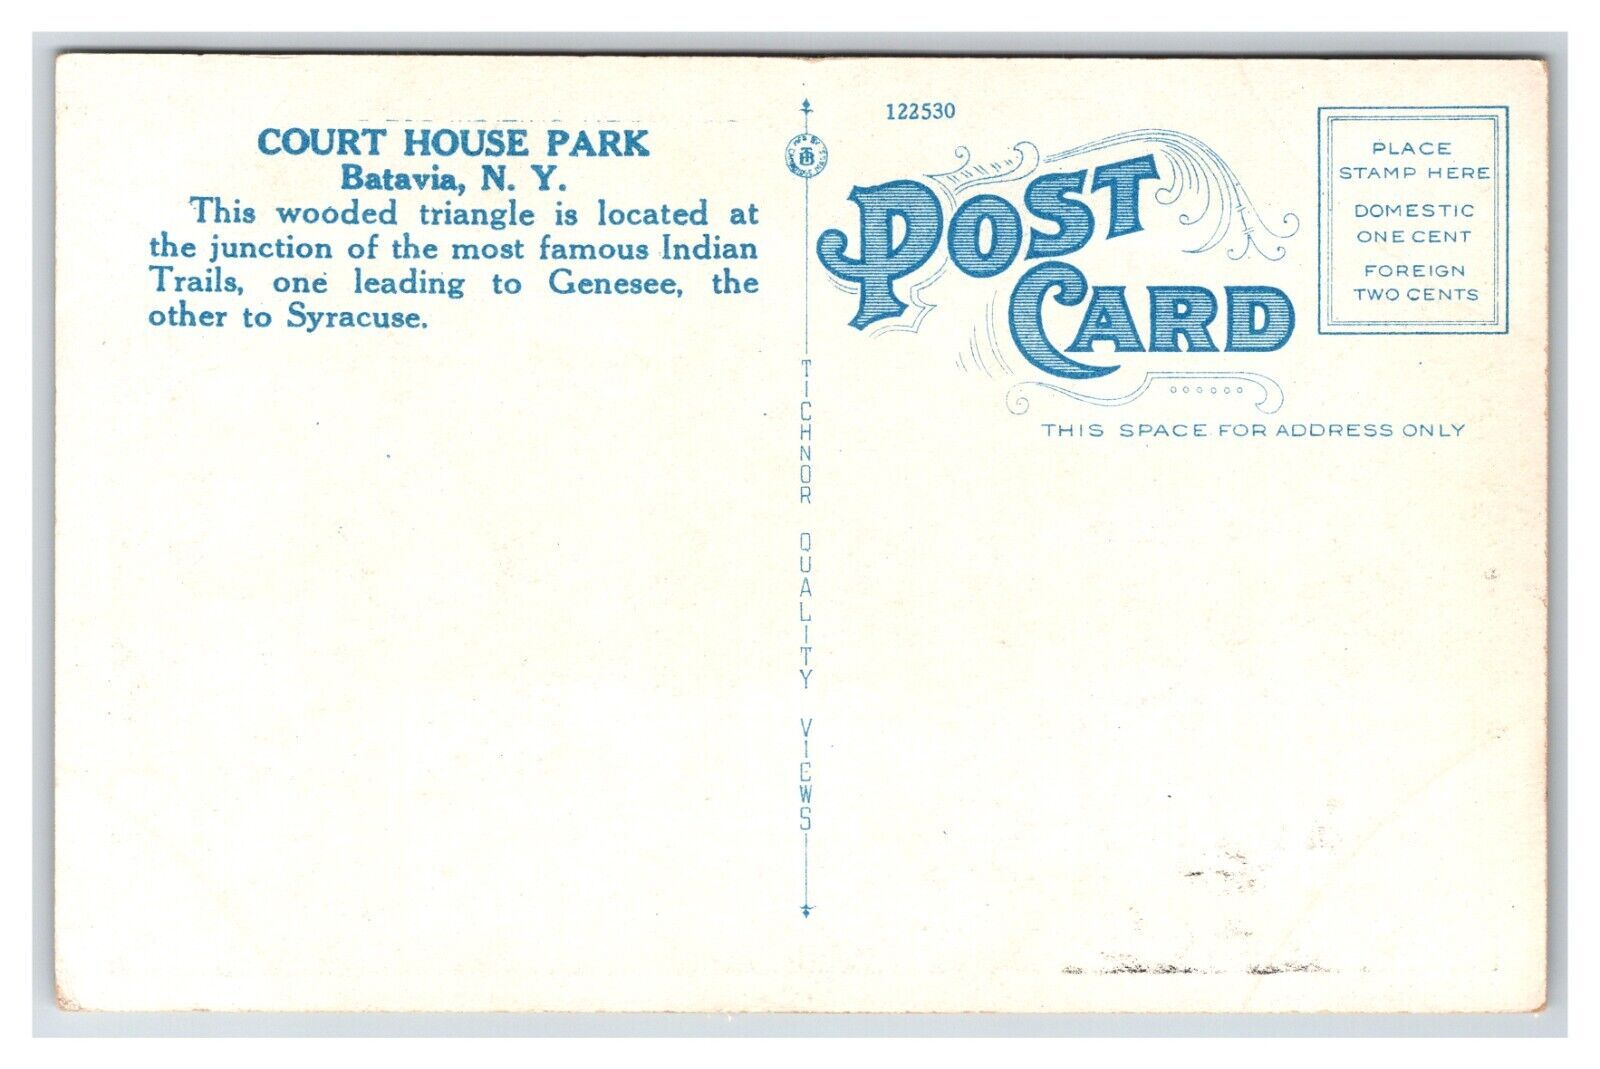 COURT HOUSE PARK
Batavia, N. Y.
This wooded triangle is located at
the junction of the most famous Indian
Trails, one leading to Genesee, the
other to Syracuse.
TICHNOR QUALITY VIEWS
122530
POST
CARD
THIS SPACE FOR ADDRESS ONLY
PLACE
STAMP HERE
DOMESTIC
ONE CENT
FOREIGN
TWO CENTS